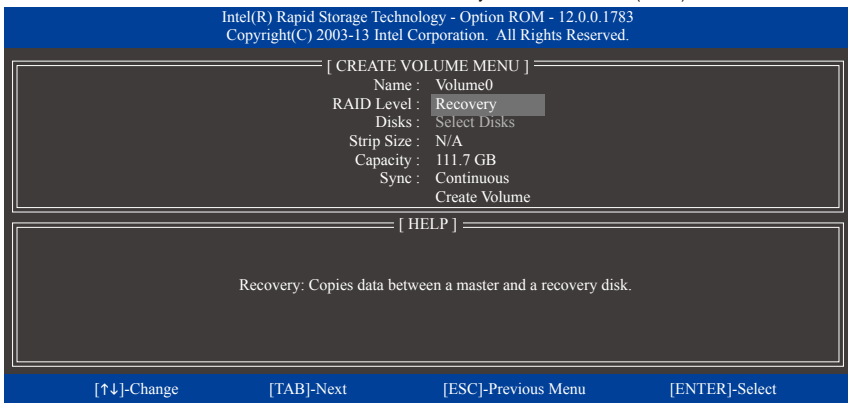 Intel(R) Rapid Storage Technology - Option ROM - 12.0.0.1783
Copyright(C) 2003-13 Intel Corporation. All Rights Reserved.
[ CREATE VOLUME MENU ]
Name : Volume0
RAID Level : Recovery
Disks : Select Disks
Strip Size : N/A
Capacity : 111.7 GB
Sync : Continuous
Create Volume
[ HELP ]
Recovery: Copies data between a master and a recovery disk.
[↑↓]-Change [TAB]-Next [ESC]-Previous Menu [ENTER]-Select